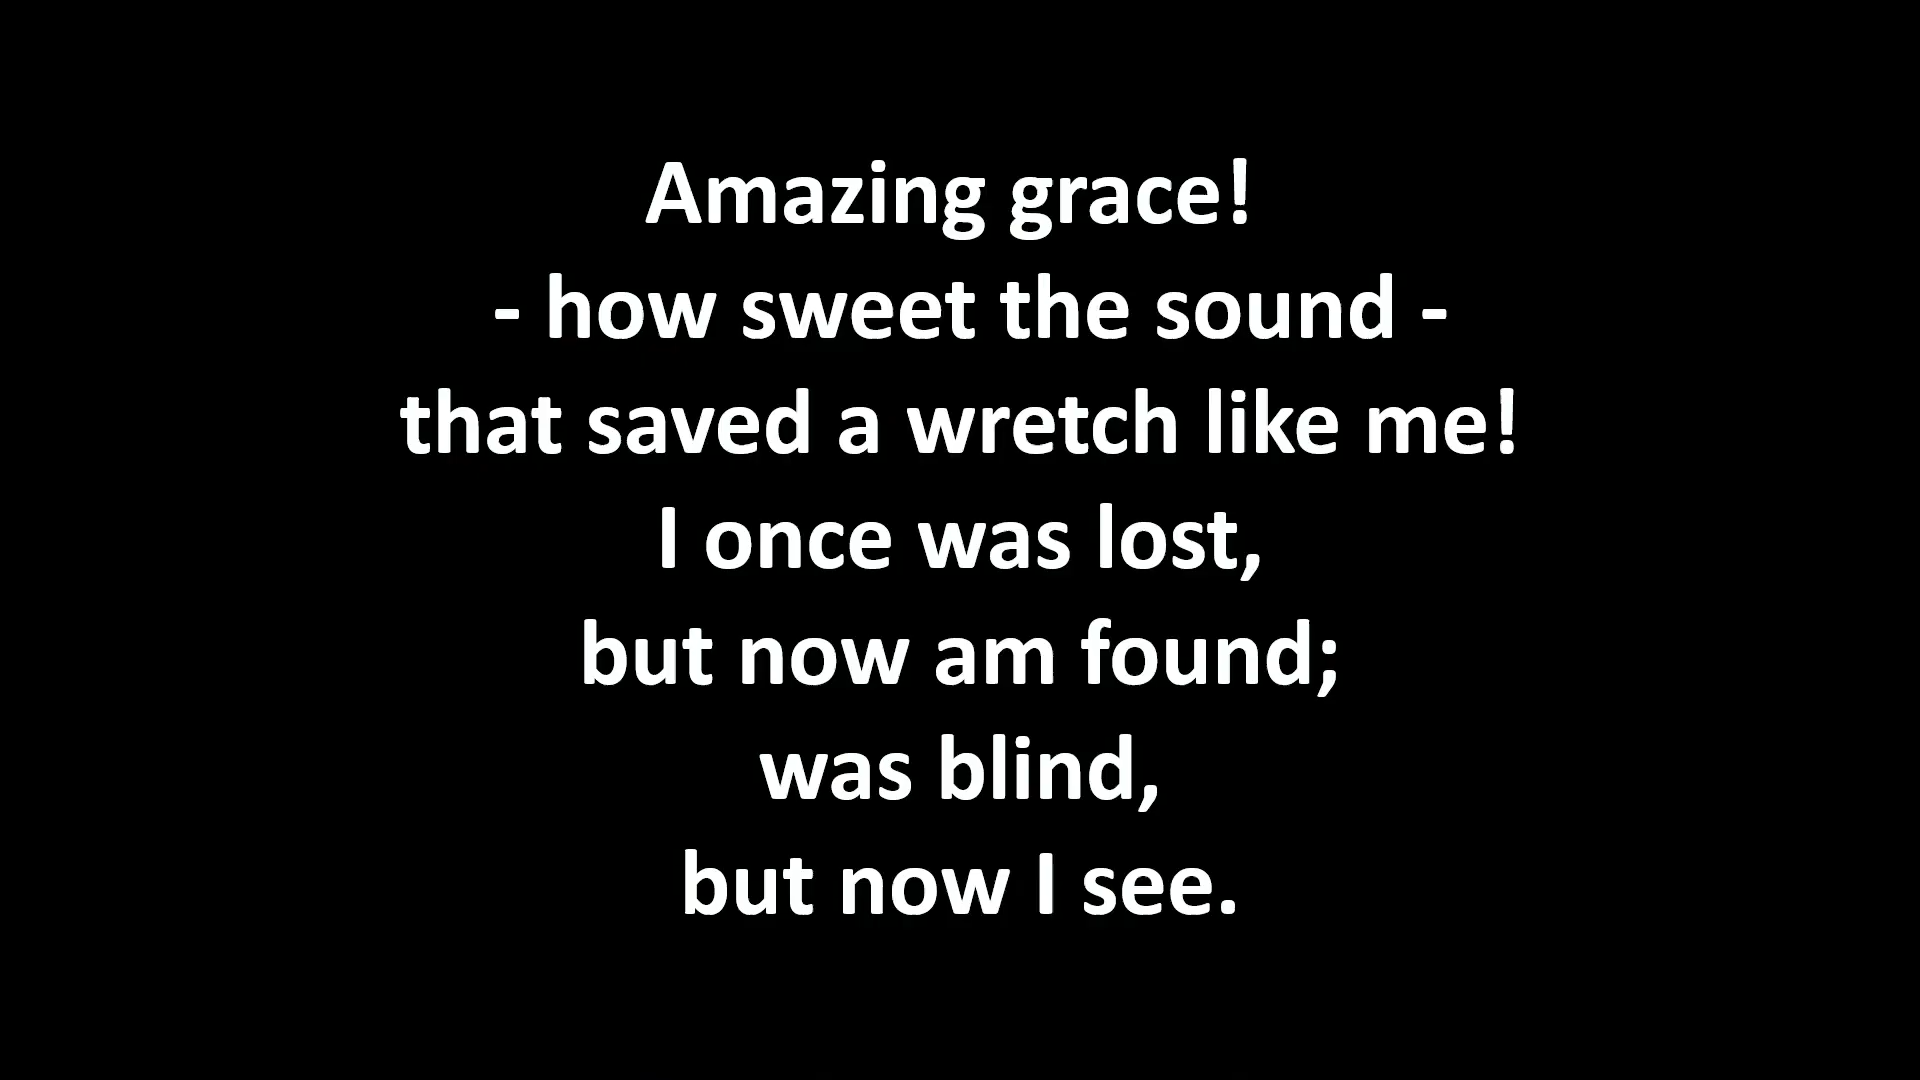 Amazing grace!
- how sweet the sound -
that saved a wretch like me!
I once was lost,
but now am found;
was blind,
but now I see.